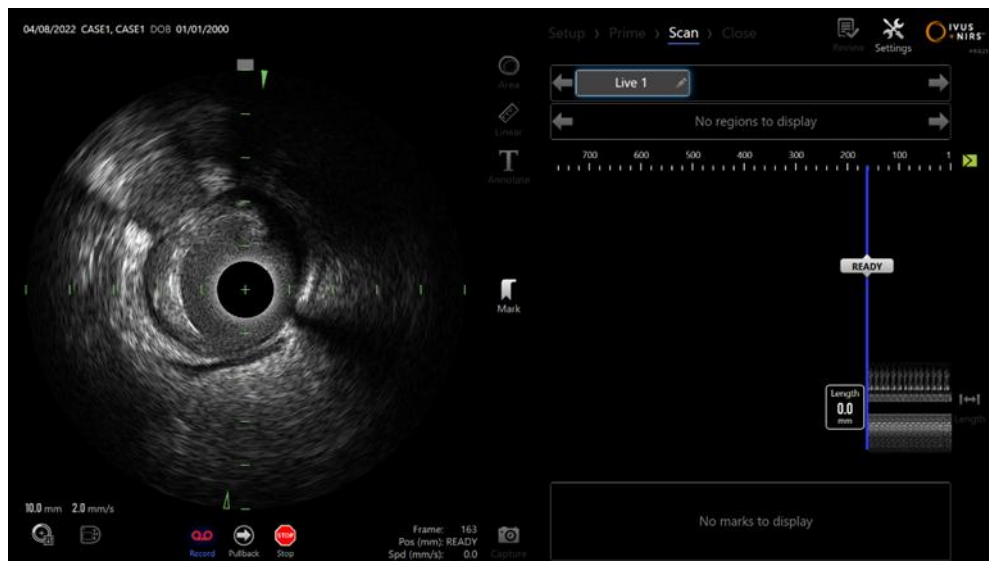 04/08/2022 CASE1, CASE1 DOB 01/01/2000
Setup > Prime > Scan > Close
Review
Settings
IVUS
+NIRS
Area
Linear
Annotate
Mark
Live 1
No regions to display
700 600 500 400 300 200 100 1
READY
Length
0.0
mm
Length
No marks to display
10.0 mm 2.0 mm/s
Record
Pullback
STOP
Stop
Frame: 163
Pos (mm): READY
Spd (mm/s): 0.0
Capture